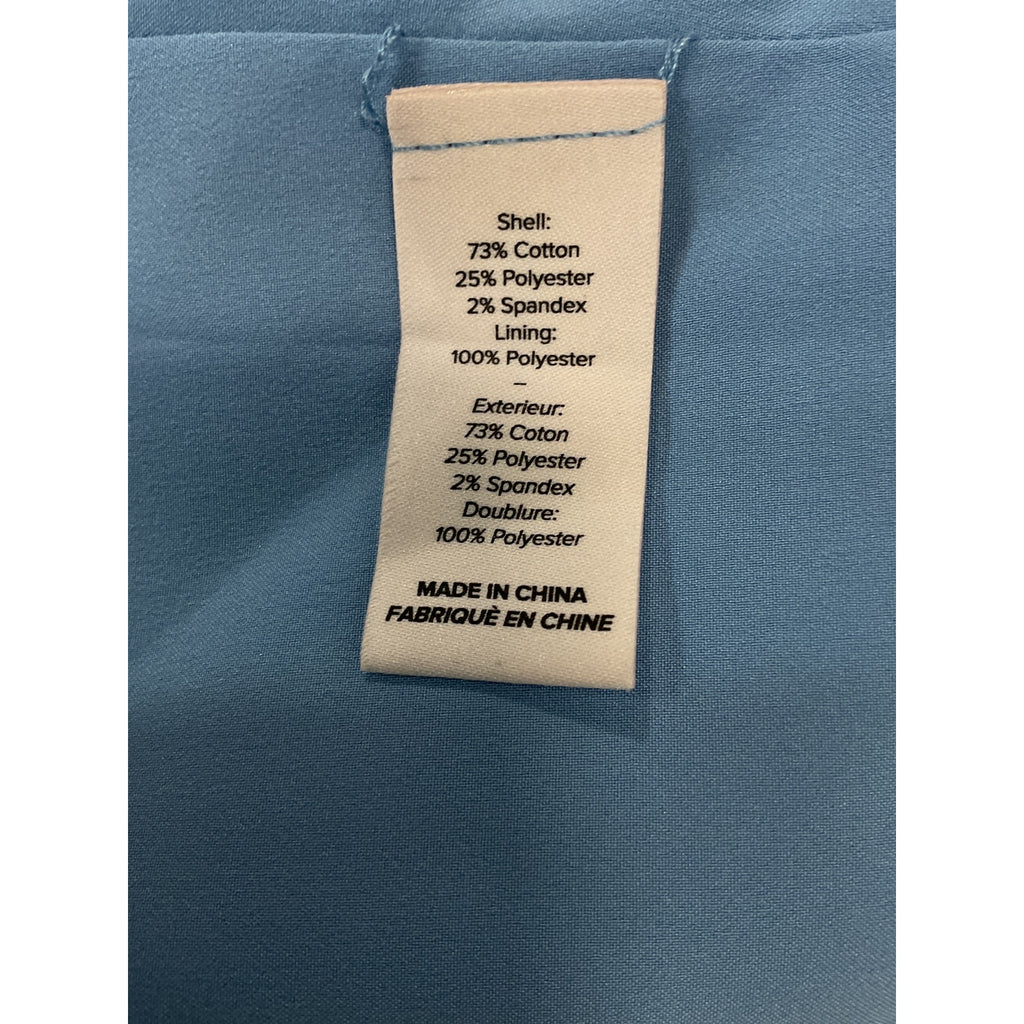 Shell:
73% Cotton
25% Polyester
2% Spandex
Lining:
100% Polyester
–
Exterieur:
73% Coton
25% Polyester
2% Spandex
Doublure:
100% Polyester
MADE IN CHINA
FABRIQUÈ EN CHINE